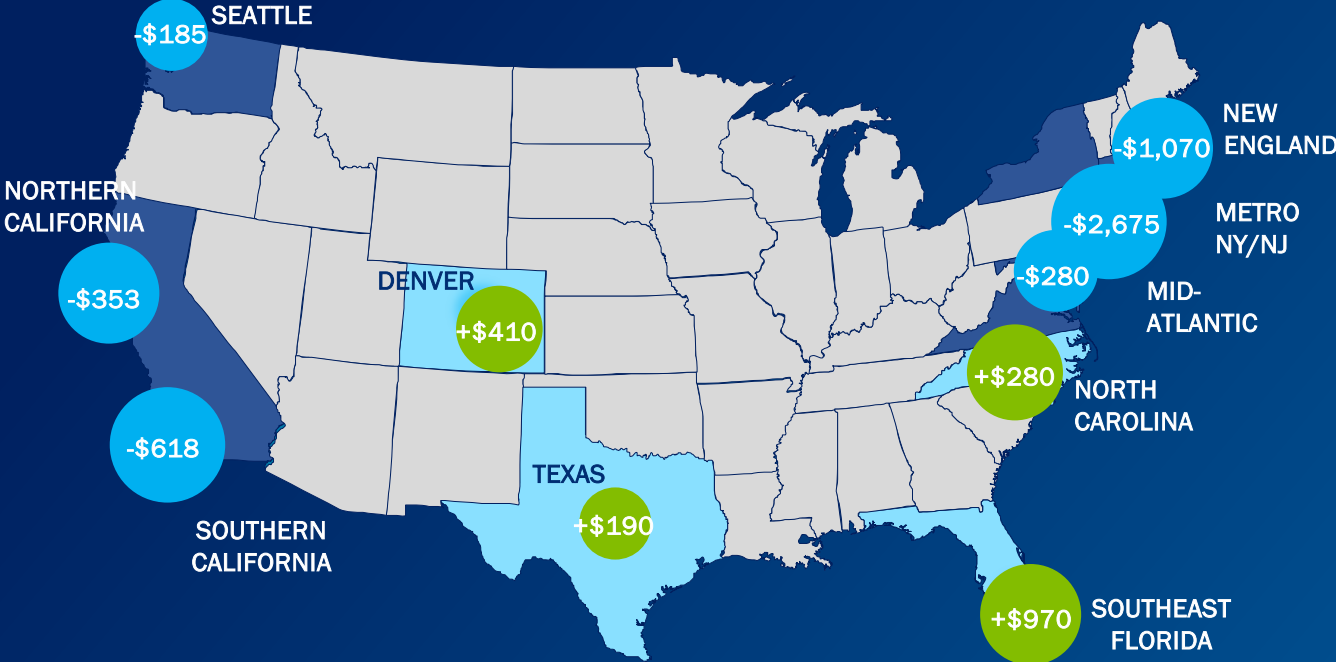 SEATTLE
-$185
NEW
ENGLAND
-$1,070
NORTHERN
CALIFORNIA
METRO
NY/NJ
-$2,675
DENVER
-$280
MID-
ATLANTIC
-$353
+$410
+$280
NORTH
CAROLINA
-$618
TEXAS
+$190
SOUTHERN
CALIFORNIA
+$970
SOUTHEAST
FLORIDA